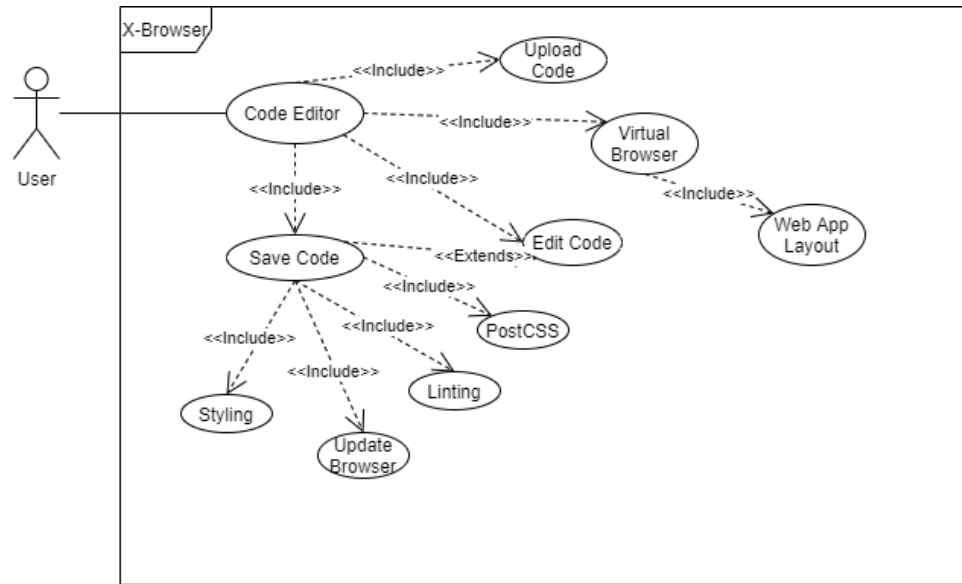 X-Browser
Upload
Code
<<Include>>
Code Editor
<<Include>>
Virtual
Browser
User
<<Include>>
<<Include>>
<<Include>>
Web App
Layout
Save Code
<<Extends>>
Edit Code
<<Include>>
PostCSS
<<Include>>
<<Include>>
<<Include>>
Linting
Styling
Update
Browser